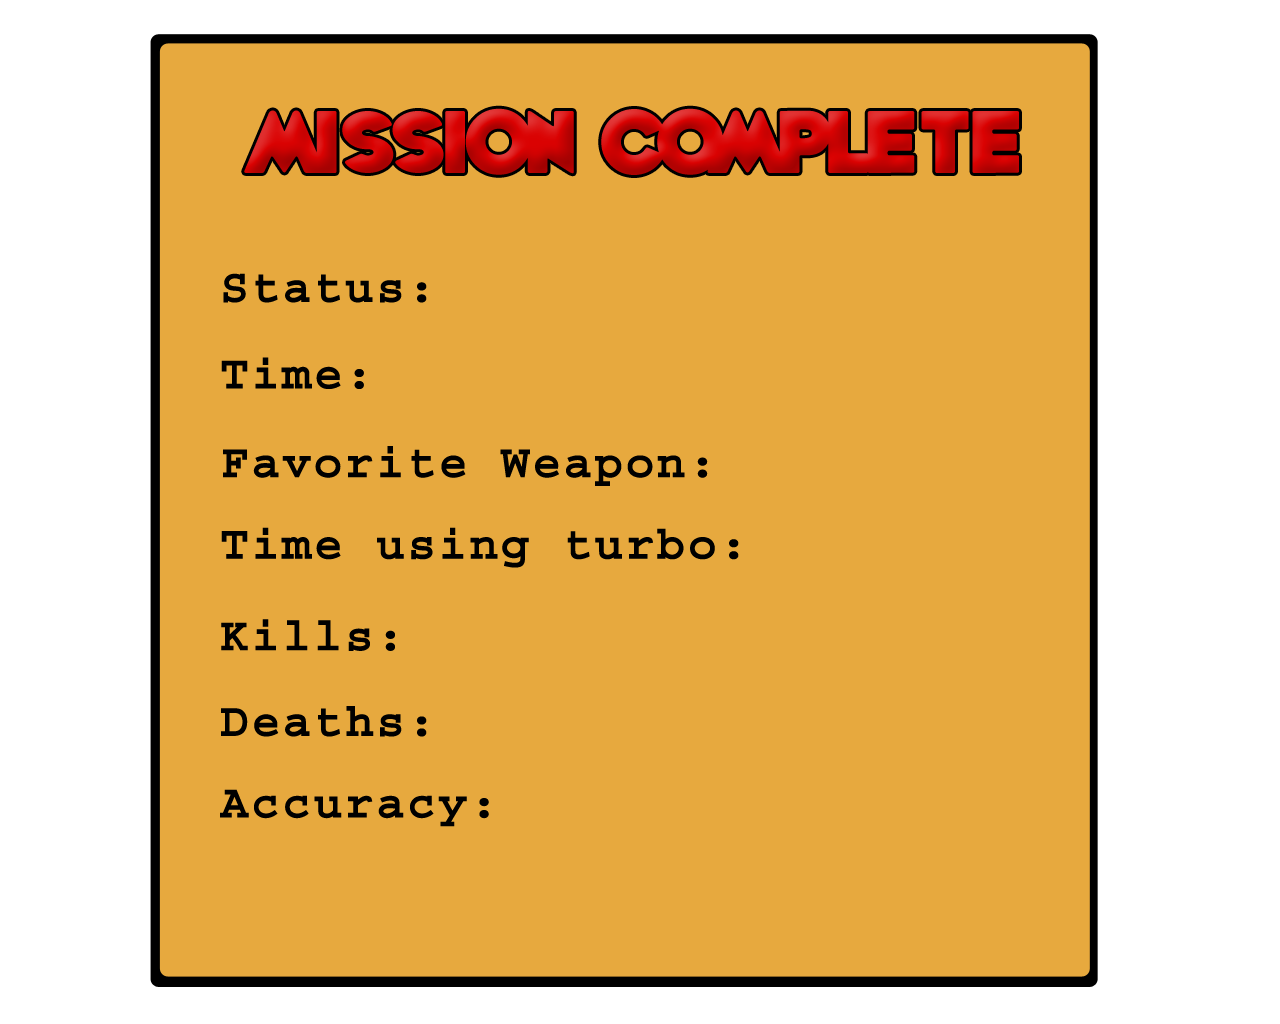 MISSION COMPLETE
Status:
Time:
Favorite Weapon:
Time using turbo:
Kills:
Deaths:
Accuracy: